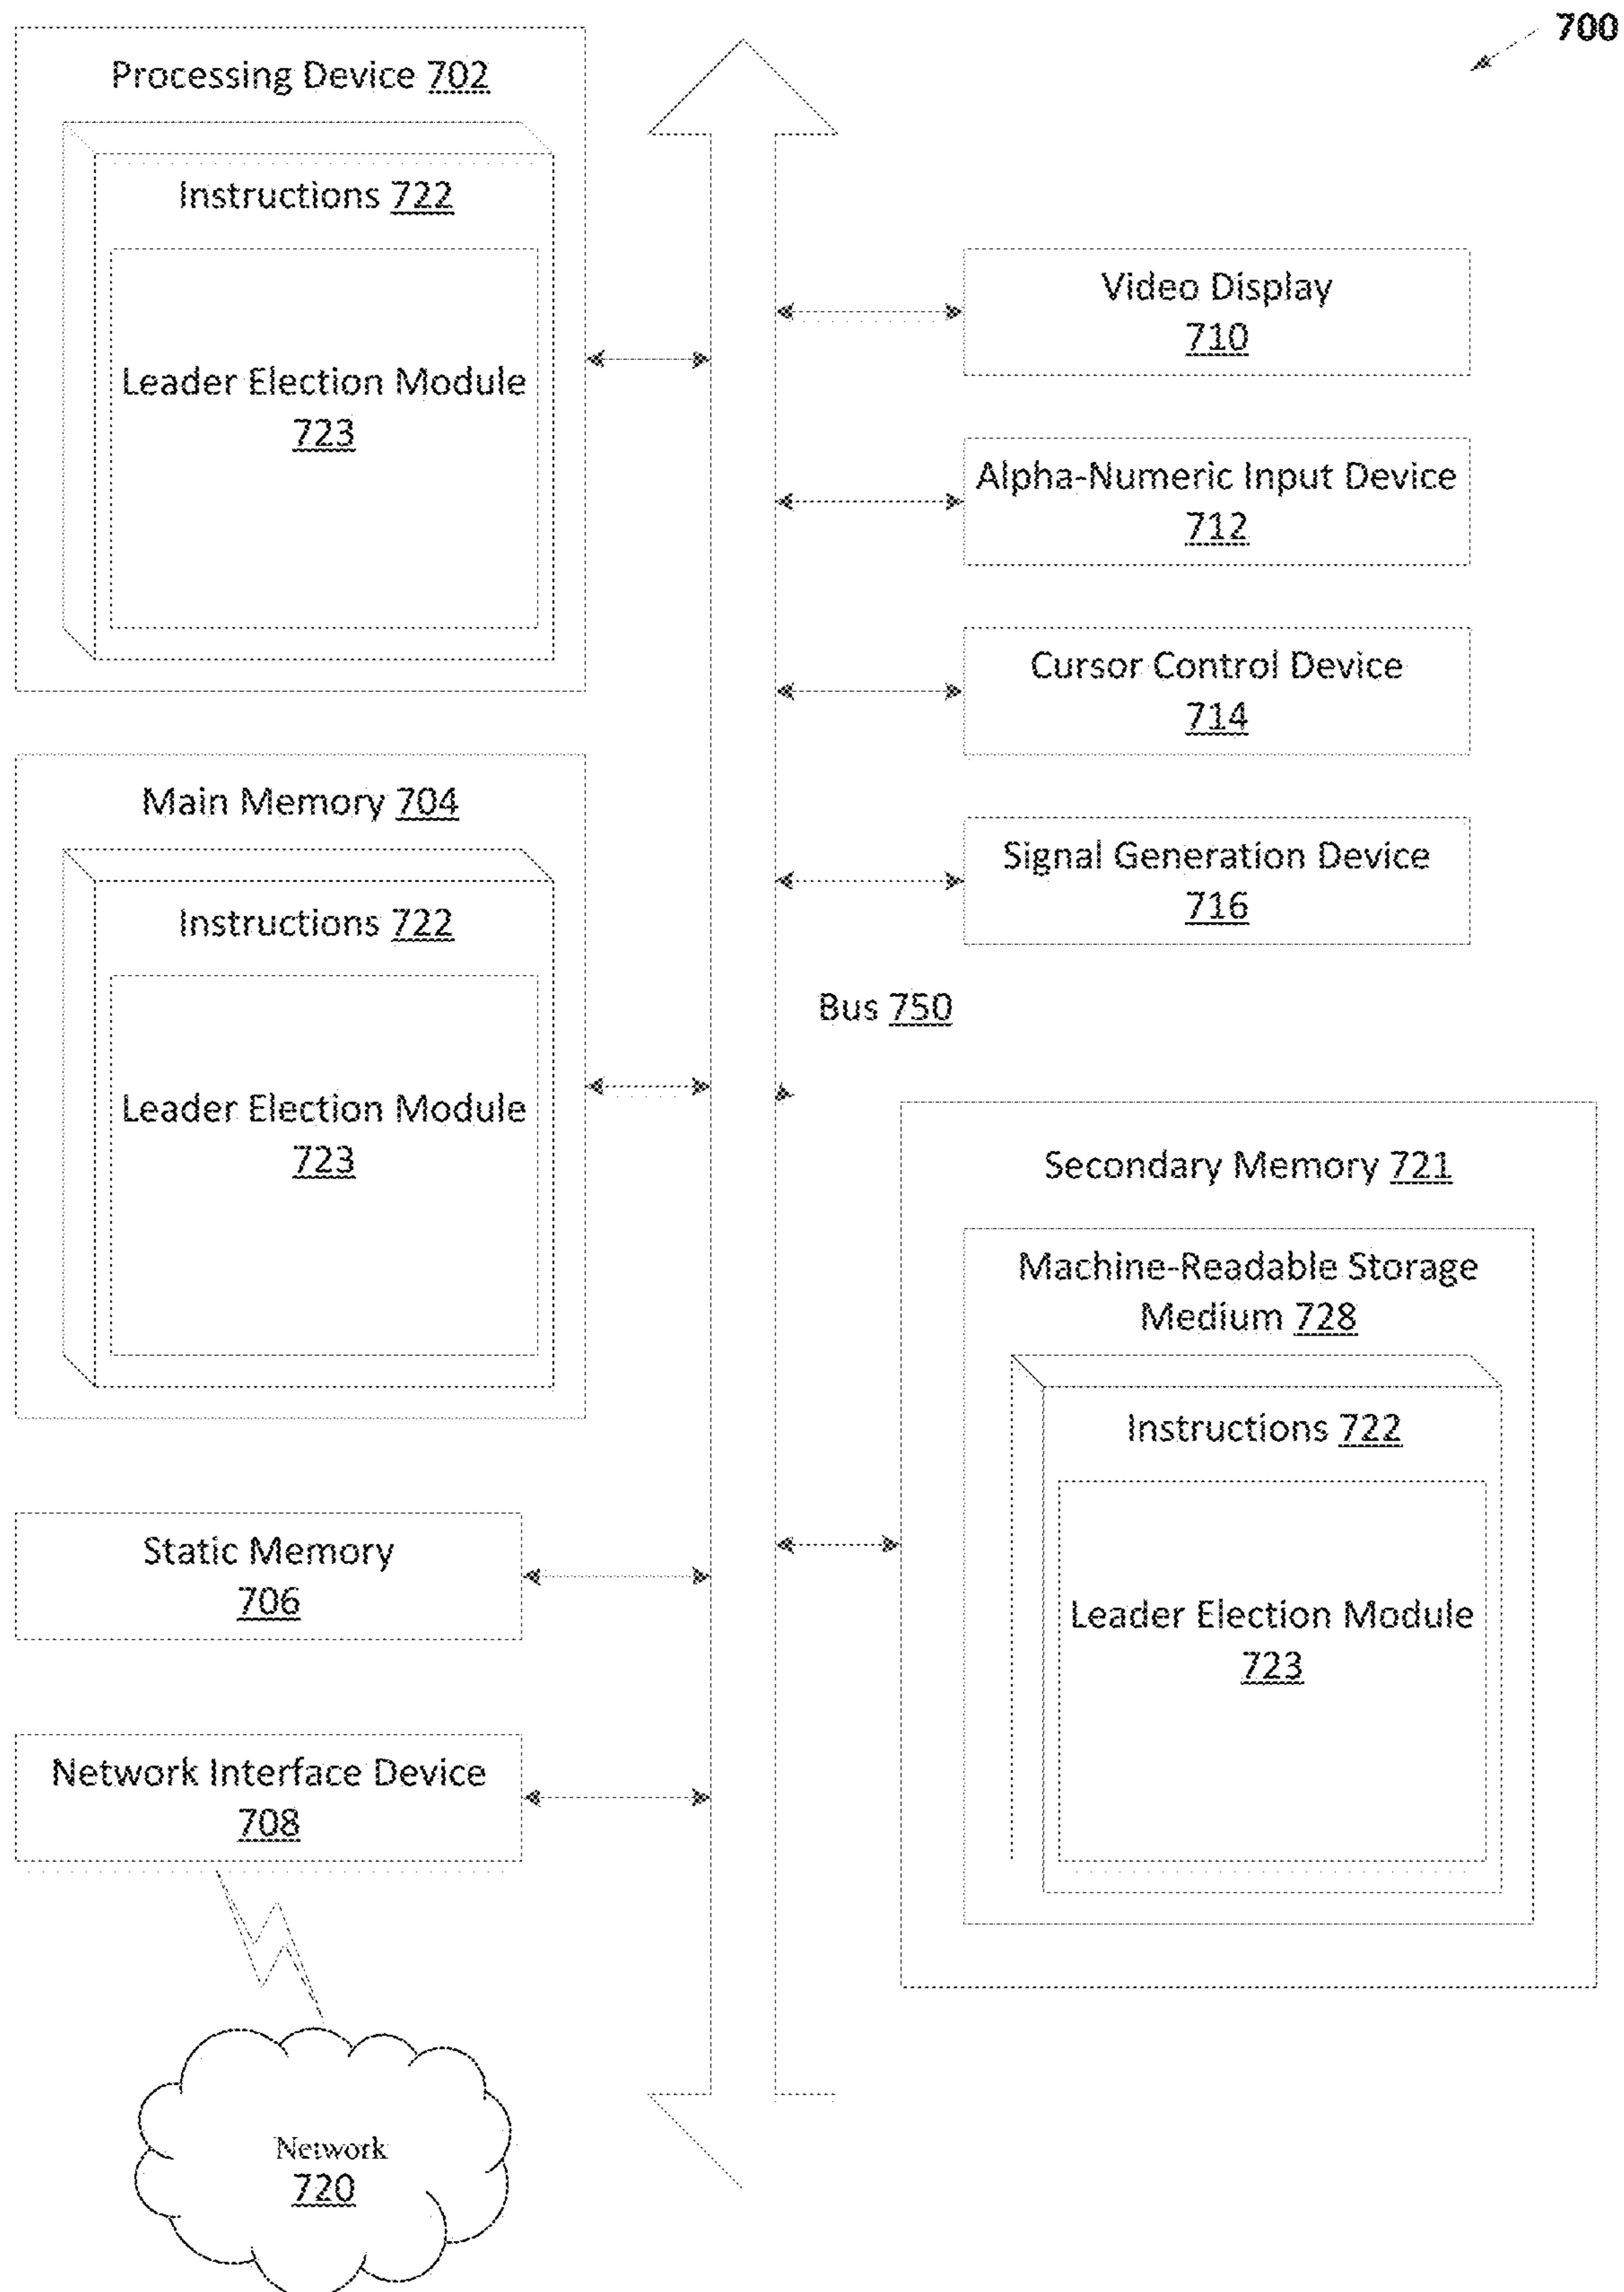 700
Processing Device 702
Instructions 722
Leader Election Module
723
Video Display
710
Alpha-Numeric Input Device
712
Cursor Control Device
714
Main Memory 704
Instructions 722
Leader Election Module
723
Signal Generation Device
716
Bus 750
Secondary Memory 721
Machine-Readable Storage
Medium 728
Instructions 722
Leader Election Module
723
Static Memory
706
Network Interface Device
708
Network
720